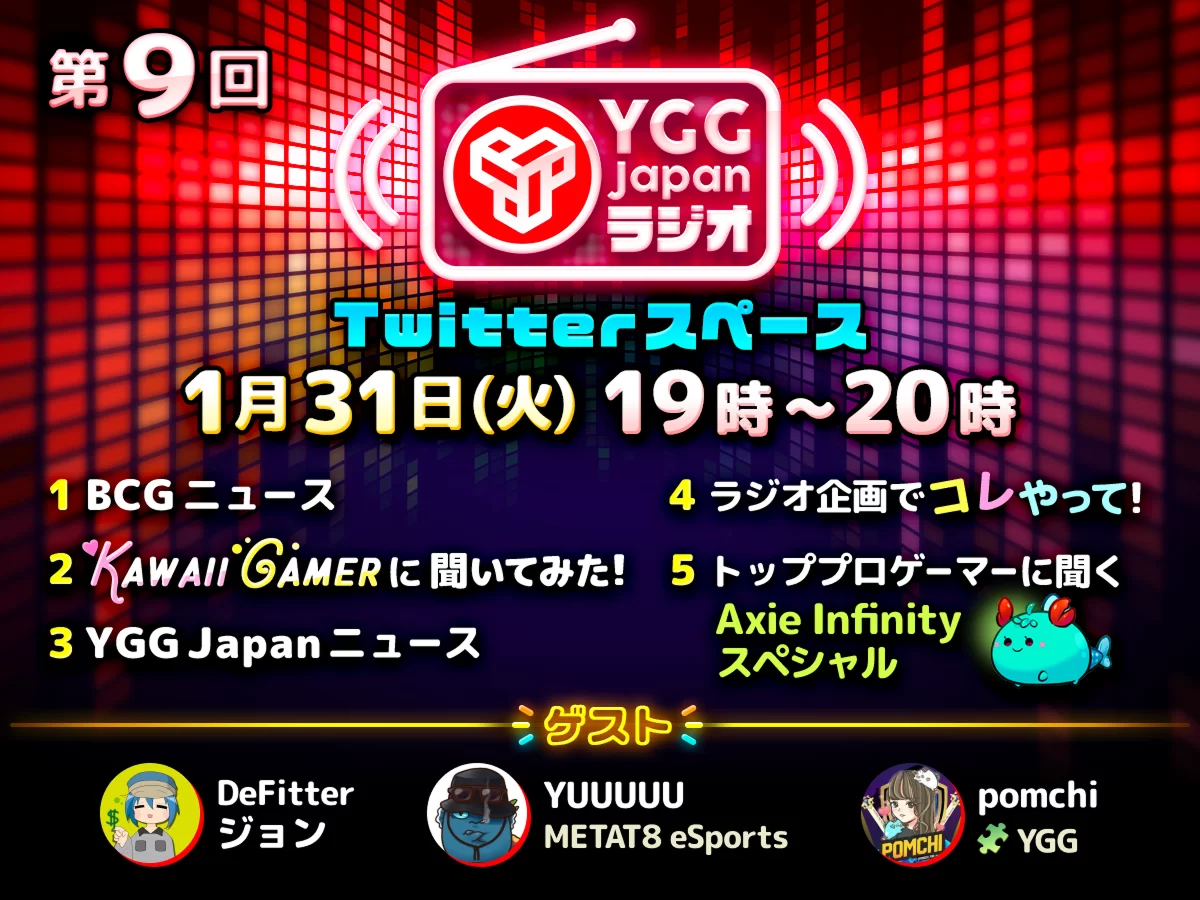 第9回
YGG
Japan
ラジオ
Twitterスペース
1月31日(火) 19時～20時
1 BCGニュース
2 KAWAII GAMERに聞いてみた!
3 YGG Japanニュース
4 ラジオ企画でコレやって!
5 トッププロゲーマーに聞く
Axie Infinity
スペシャル
ゲスト
DeFitter
ジョン
YUUUUU
METAT8 eSports
POMCHI
pomchi
YGG